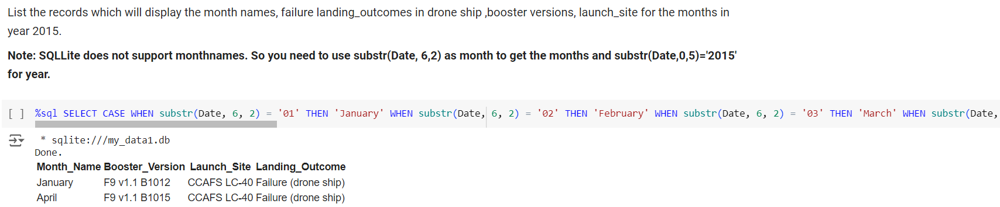 List the records which will display the month names, failure landing_outcomes in drone ship ,booster versions, launch_site for the months in
year 2015.
Note: SQLLite does not support monthnames. So you need to use substr(Date, 6,2) as month to get the months and substr(Date,0,5)='2015'
for year.
[ ] %sql SELECT CASE WHEN substr(Date, 6, 2) = '01' THEN 'January' WHEN substr(Date, 6, 2) = '02' THEN 'February' WHEN substr(Date, 6, 2) = '03' THEN 'March' WHEN substr(Date,
* sqlite:///my_data1.db
Done.
Month_Name Booster_Version Launch_Site Landing_Outcome
January F9 v1.1 B1012 CCAFS LC-40 Failure (drone ship)
April F9 v1.1 B1015 CCAFS LC-40 Failure (drone ship)